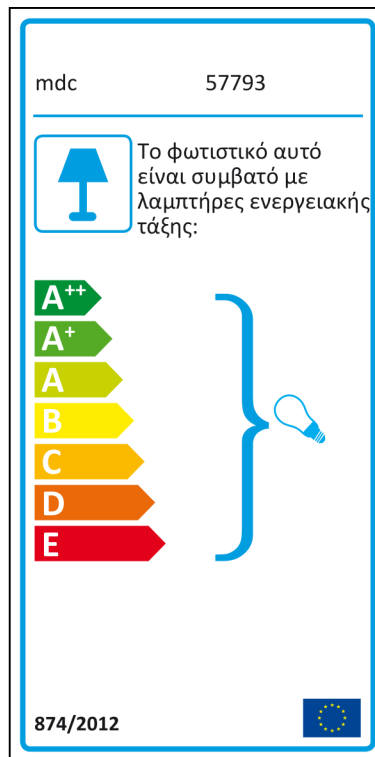 mdc 57793
Το φωτιστικό αυτό
είναι συμβατό με
λαμπτήρες ενεργειακής
τάξης:
A++
A+
A
B
C
D
E
874/2012